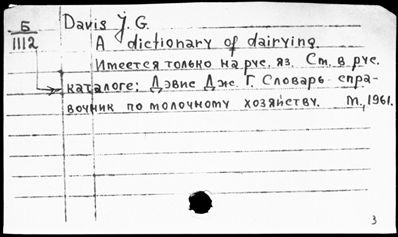 Б
1112
Davis J. G.
A dictionary of dairying.
Имеется только на рус. яз. См. в рус.
каталоге: Дэвис Дж. Г. Словарь-спра-
вочник по молочному хозяйству. М., 1961.
3